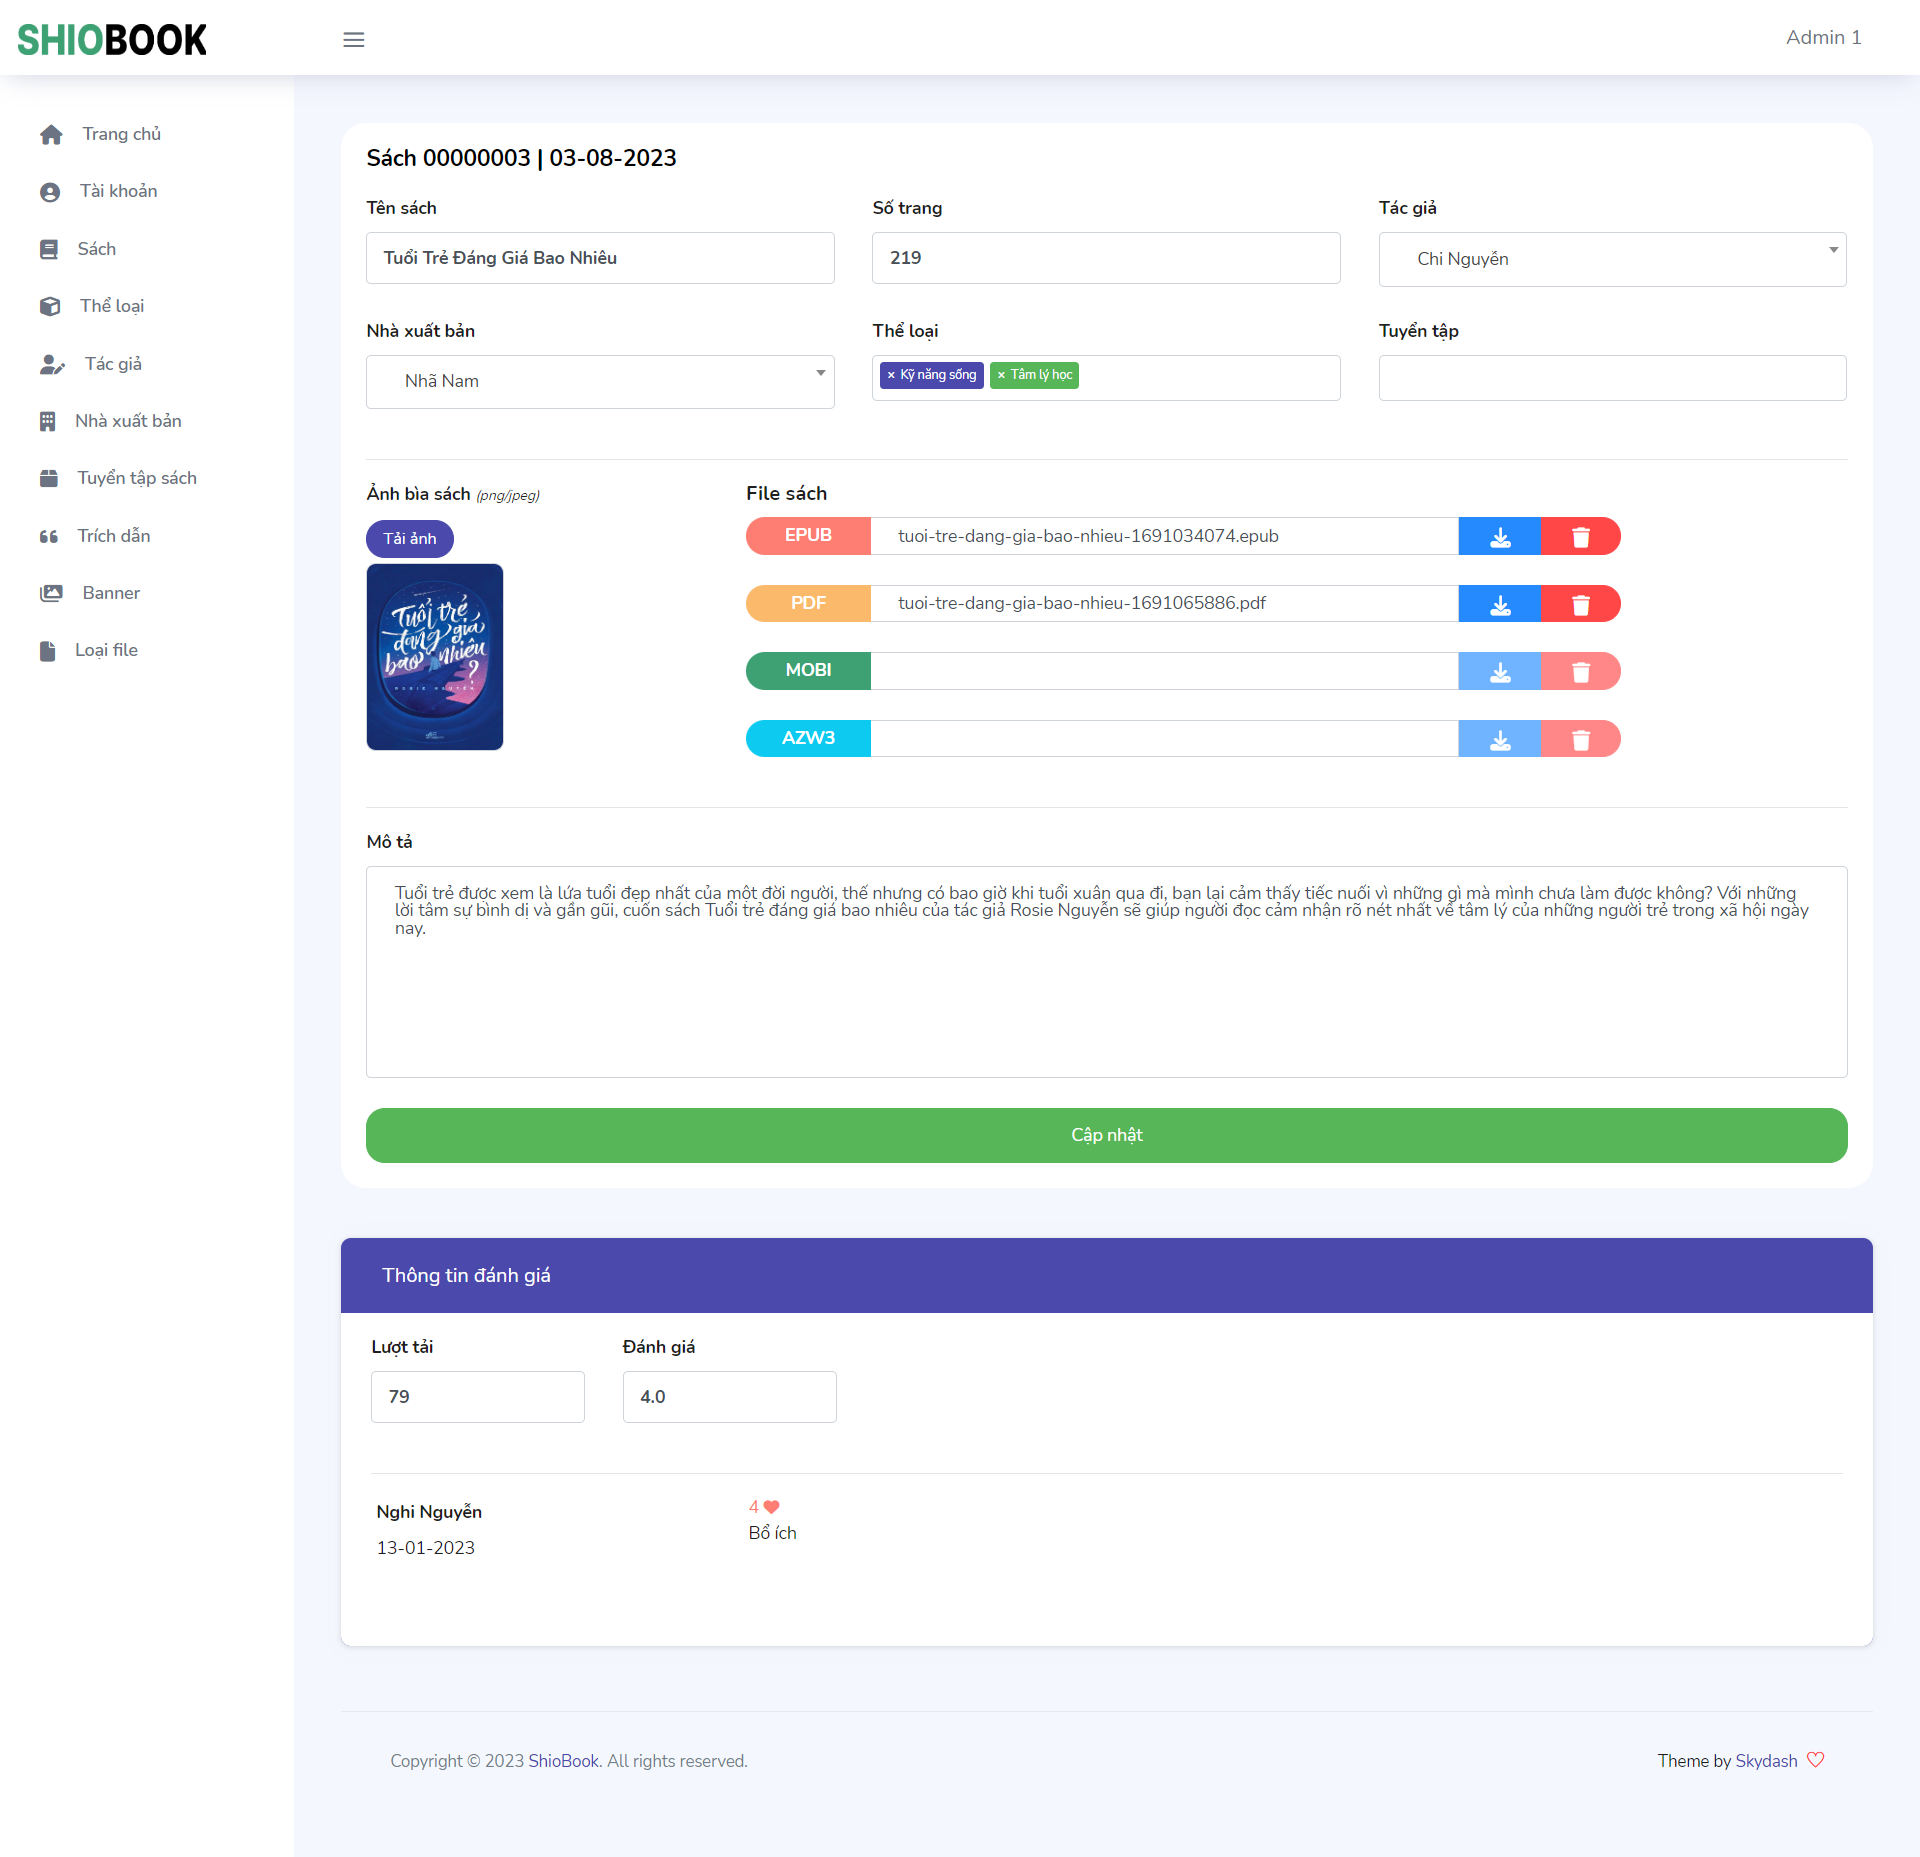 SHIOBOOK
Admin 1
Trang chủ
Tài khoản
Sách
Thể loại
Tác giả
Nhà xuất bản
Tuyển tập sách
Trích dẫn
Banner
Loại file
Sách 00000003 | 03-08-2023
Tên sách
Tuổi Trẻ Đáng Giá Bao Nhiêu
Số trang
219
Tác giả
Chi Nguyễn
Nhà xuất bản
Nhã Nam
Thể loại
× Kỹ năng sống × Tâm lý học
Tuyển tập
Ảnh bìa sách (png/jpeg)
Tải ảnh
Tuổi trẻ
đáng giá
bao nhiêu
?
ROSIE NGUYỄN
File sách
EPUB tuoi-tre-dang-gia-bao-nhieu-1691034074.epub
PDF tuoi-tre-dang-gia-bao-nhieu-1691065886.pdf
MOBI
AZW3
Mô tả
Tuổi trẻ được xem là lứa tuổi đẹp nhất của một đời người, thế nhưng có bao giờ khi tuổi xuân qua đi, bạn lại cảm thấy tiếc nuối vì những gì mà mình chưa làm được không? Với những
lời tâm sự bình dị và gần gũi, cuốn sách Tuổi trẻ đáng giá bao nhiêu của tác giả Rosie Nguyễn sẽ giúp người đọc cảm nhận rõ nét nhất về tâm lý của những người trẻ trong xã hội ngày
nay.
Cập nhật
Thông tin đánh giá
Lượt tải
79
Đánh giá
4.0
Nghi Nguyễn
13-01-2023
4
Bổ ích
Copyright © 2023 ShioBook. All rights reserved.
Theme by Skydash